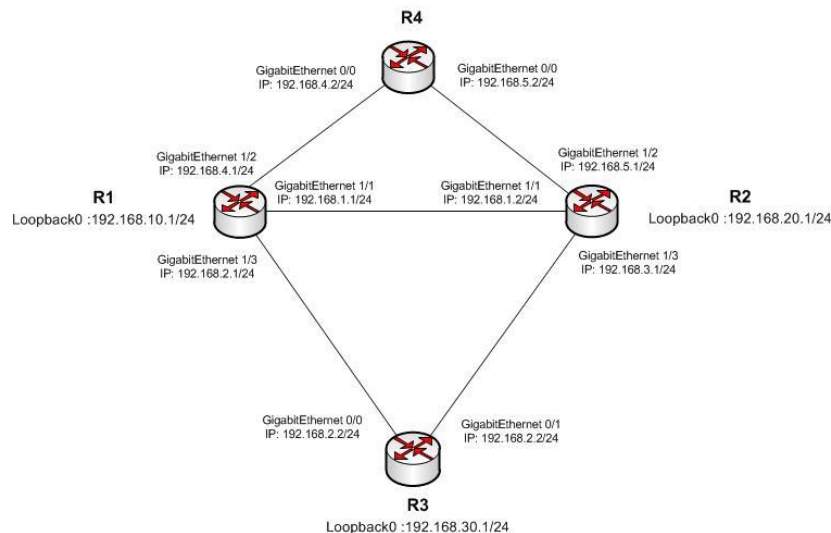 R4
GigabitEthernet 0/0
IP: 192.168.4.2/24
GigabitEthernet 0/0
IP: 192.168.5.2/24
GigabitEthernet 1/2
IP: 192.168.4.1/24
GigabitEthernet 1/2
IP: 192.168.5.1/24
R1
Loopback0 :192.168.10.1/24
GigabitEthernet 1/1
IP: 192.168.1.1/24
GigabitEthernet 1/1
IP: 192.168.1.2/24
R2
Loopback0 :192.168.20.1/24
GigabitEthernet 1/3
IP: 192.168.2.1/24
GigabitEthernet 1/3
IP: 192.168.3.1/24
GigabitEthernet 0/0
IP: 192.168.2.2/24
GigabitEthernet 0/1
IP: 192.168.2.2/24
R3
Loopback0 :192.168.30.1/24